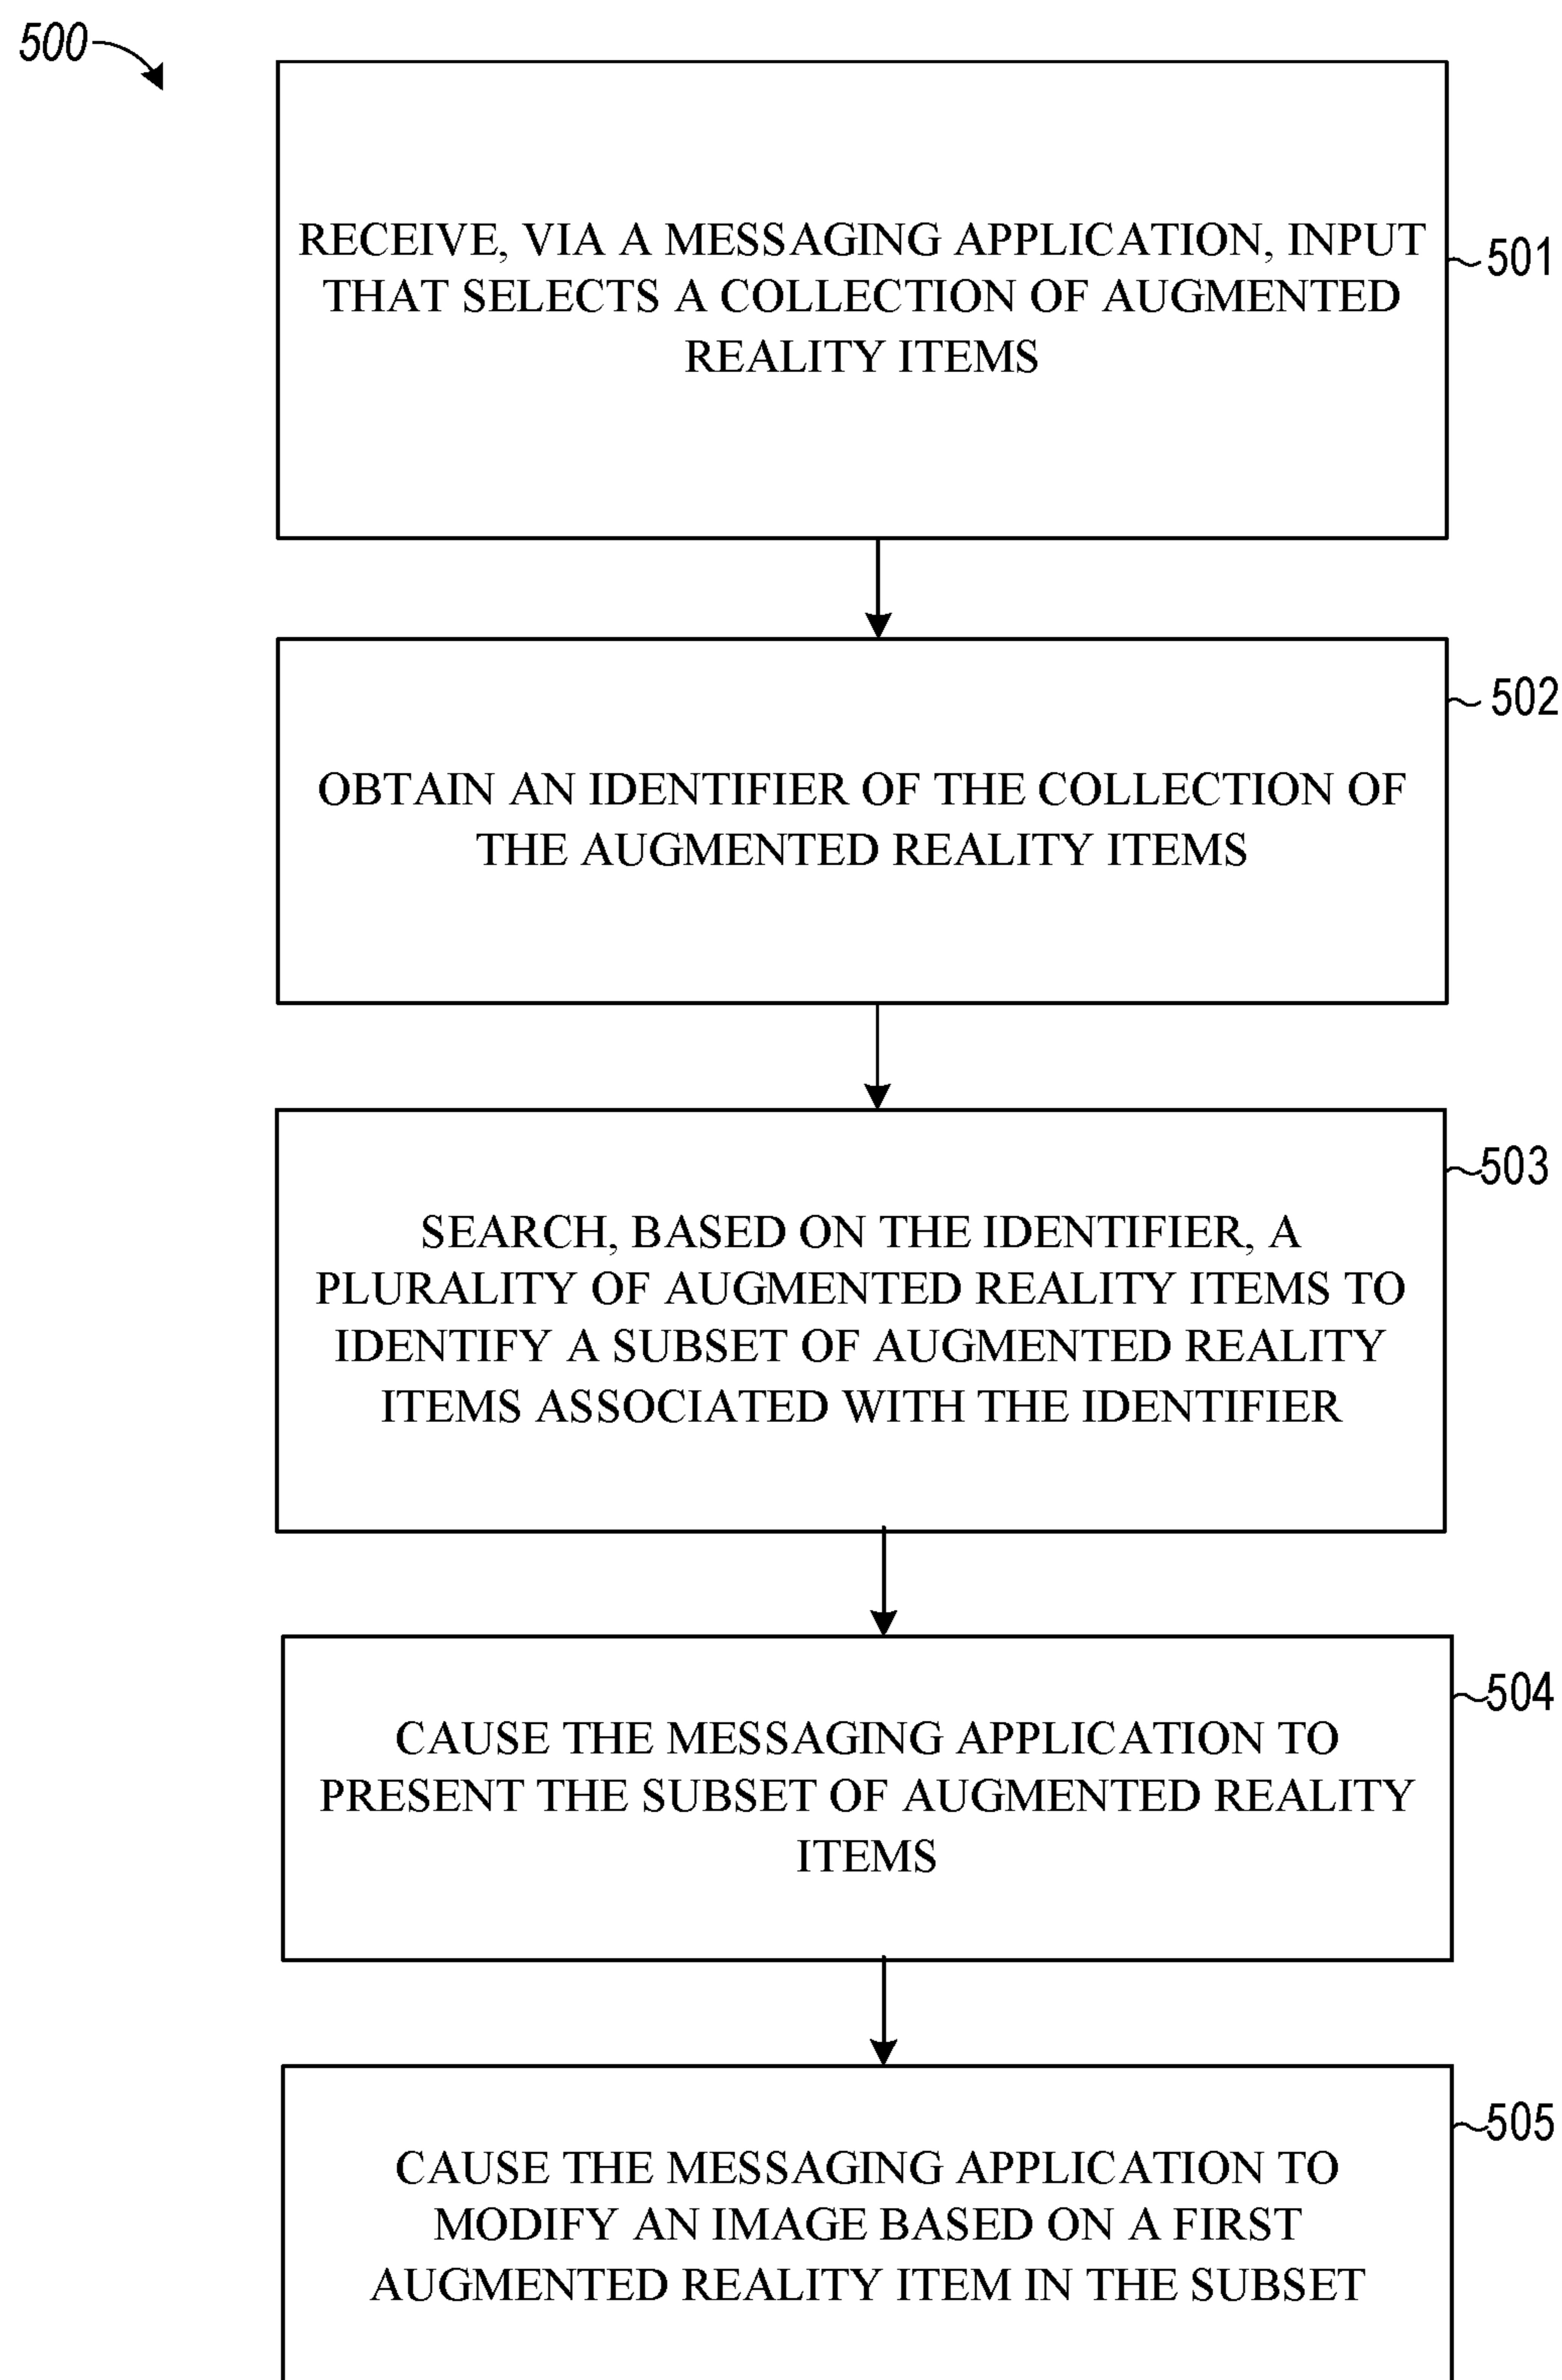 500
RECEIVE, VIA A MESSAGING APPLICATION, INPUT
THAT SELECTS A COLLECTION OF AUGMENTED
REALITY ITEMS
501
502
OBTAIN AN IDENTIFIER OF THE COLLECTION OF
THE AUGMENTED REALITY ITEMS
503
SEARCH, BASED ON THE IDENTIFIER, A
PLURALITY OF AUGMENTED REALITY ITEMS TO
IDENTIFY A SUBSET OF AUGMENTED REALITY
ITEMS ASSOCIATED WITH THE IDENTIFIER
504
CAUSE THE MESSAGING APPLICATION TO
PRESENT THE SUBSET OF AUGMENTED REALITY
ITEMS
505
CAUSE THE MESSAGING APPLICATION TO
MODIFY AN IMAGE BASED ON A FIRST
AUGMENTED REALITY ITEM IN THE SUBSET